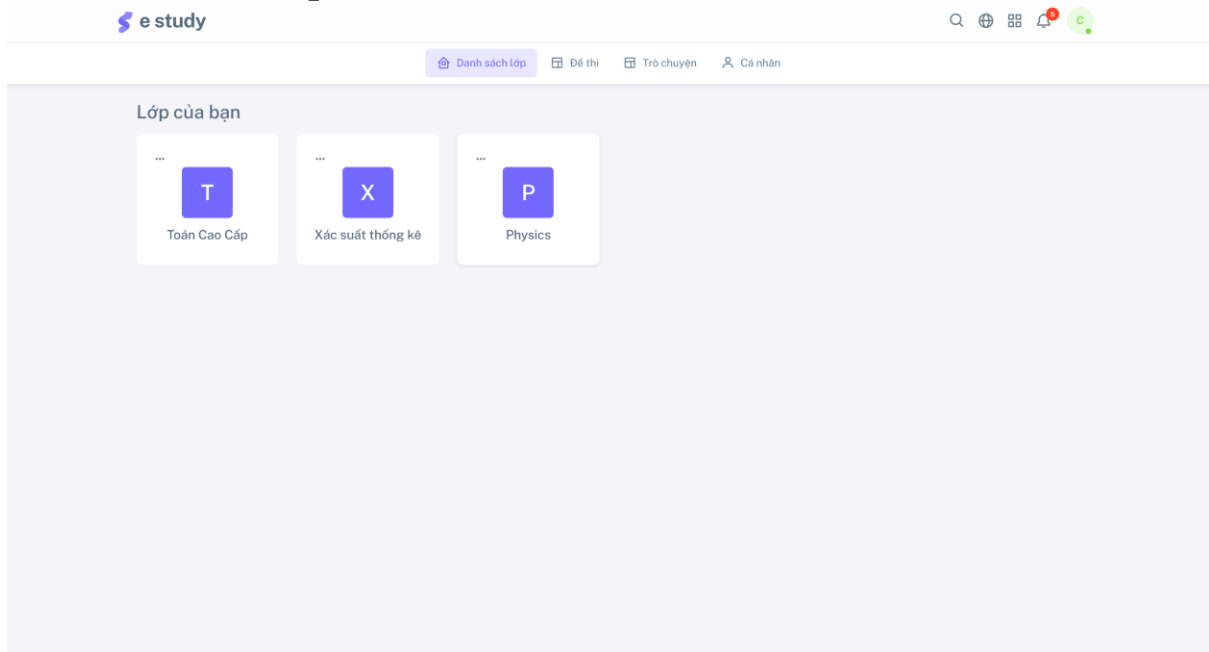 e study
5
C
Danh sách lớp
Đề thi
Trò chuyện
Cá nhân
Lớp của bạn
...
...
...
T
X
P
Toán Cao Cấp
Xác suất thống kê
Physics